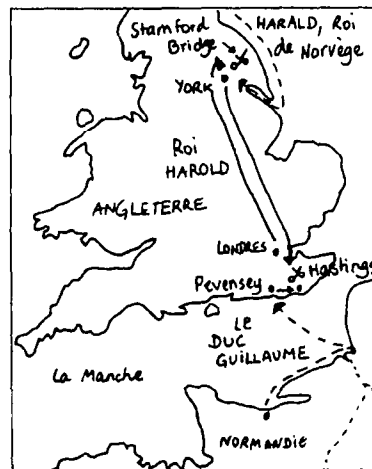 Stamford
Bridge
HARALD, Roi
de Norvège
YORK
Roi
HAROLD
ANGLETERRE
LONDRES
Hastings
Pevensey
LE
DUC
GUILLAUME
La Manche
NORMANDIE